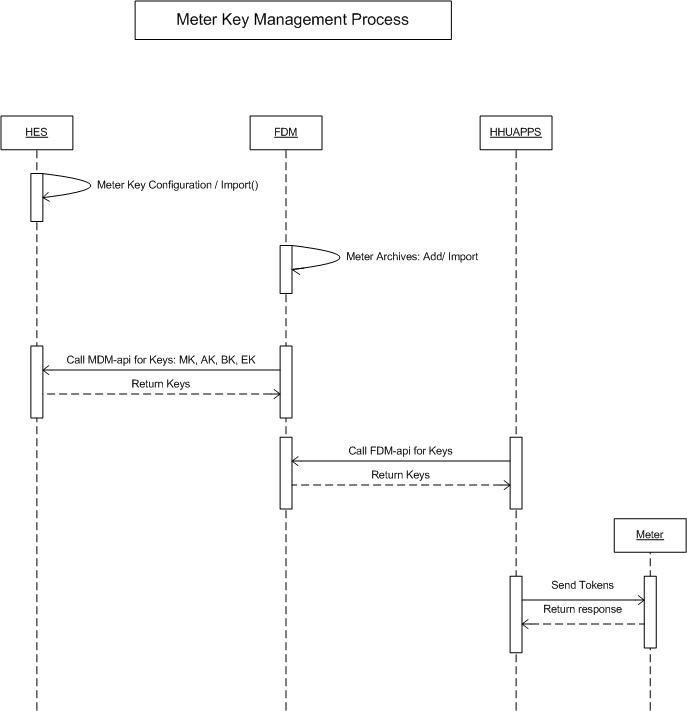 Meter Key Management Process
HES
FDM
HHUAPPS
Meter Key Configuration / Import()
Meter Archives: Add/ Import
Call MDM-api for Keys: MK, AK, BK, EK
Return Keys
Call FDM-api for Keys
Return Keys
Meter
Send Tokens
Return response